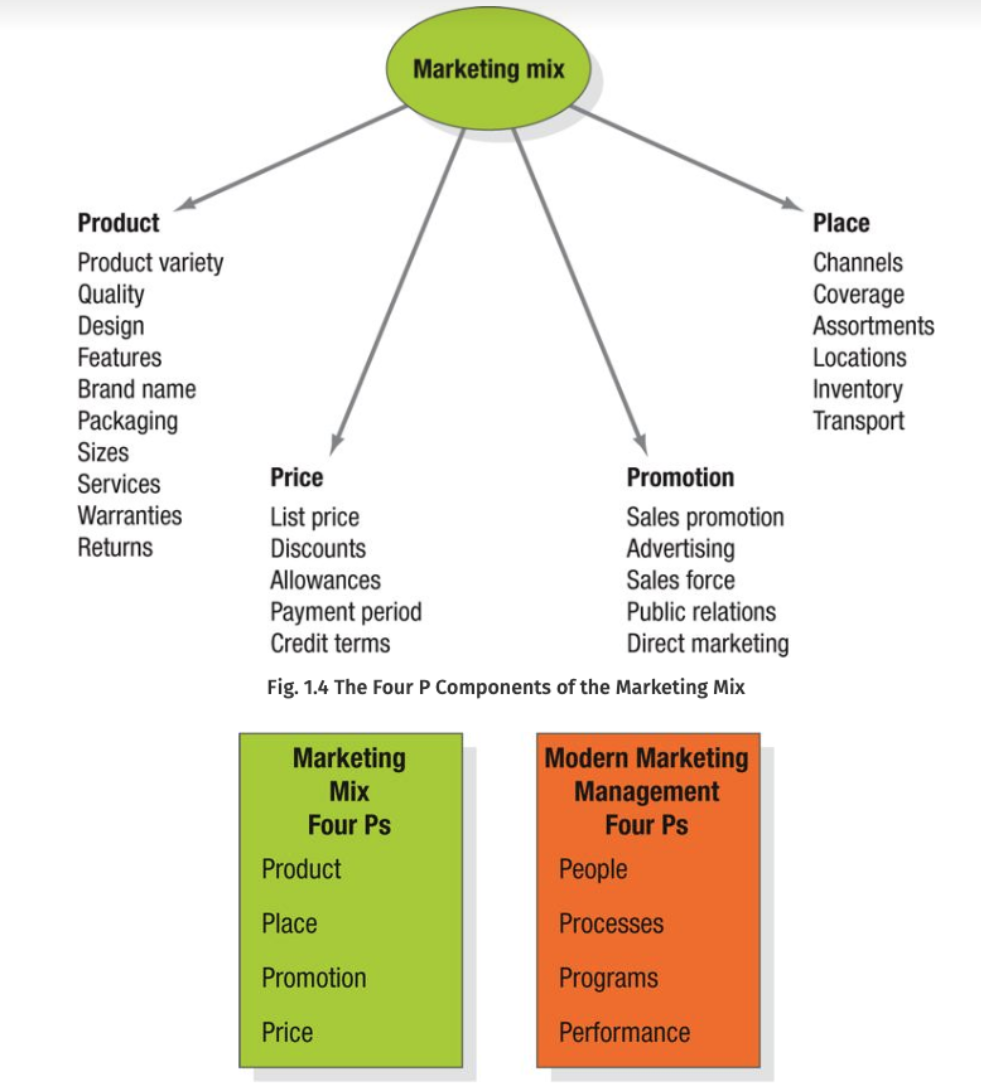 Marketing mix
Product
Product variety
Quality
Design
Features
Brand name
Packaging
Sizes
Services
Warranties
Returns
Price
List price
Discounts
Allowances
Payment period
Credit terms
Promotion
Sales promotion
Advertising
Sales force
Public relations
Direct marketing
Place
Channels
Coverage
Assortments
Locations
Inventory
Transport
Fig. 1.4 The Four P Components of the Marketing Mix
Marketing
Mix
Four Ps
Product
Place
Promotion
Price
Modern Marketing
Management
Four Ps
People
Processes
Programs
Performance